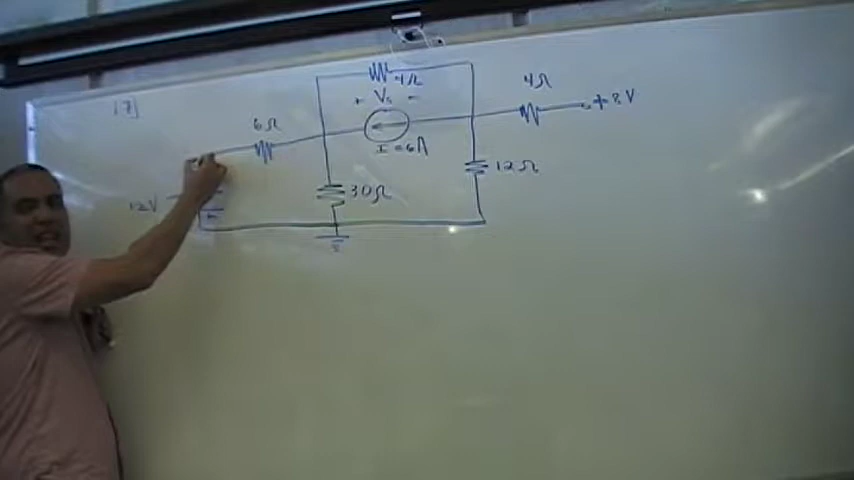 17]
4Ω
4Ω
6Ω
+ Vs -
+8V
I = 6A
12Ω
30Ω
12V
+